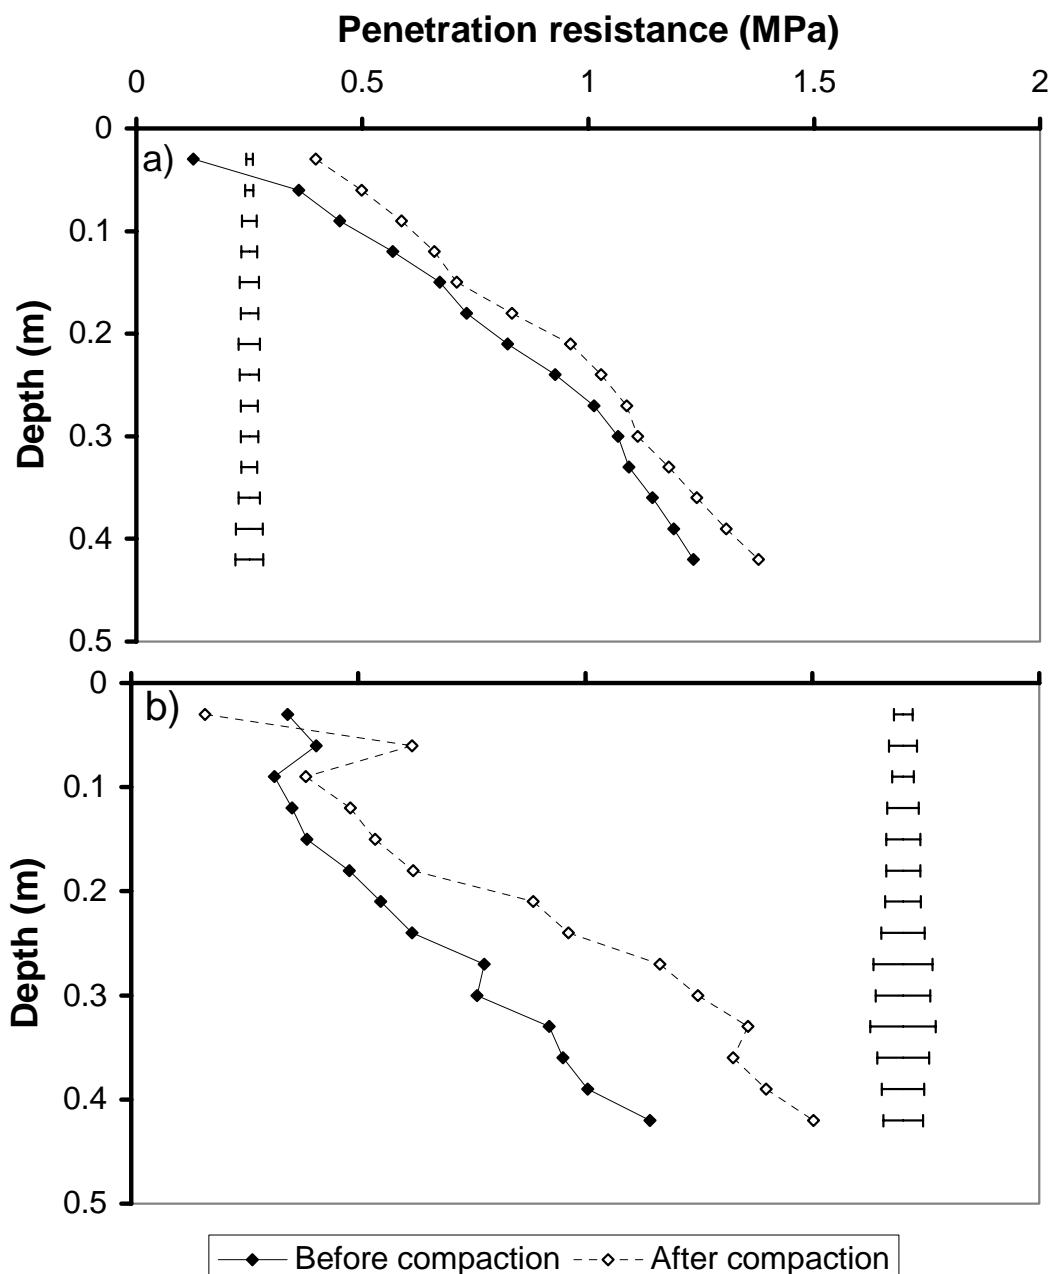 Penetration resistance (MPa)
0 0.5 1 1.5 2
0
a)
0.1
0.2
0.3
0.4
0.5
Depth (m)
0
b)
0.1
0.2
0.3
0.4
0.5
Depth (m)
Before compaction After compaction